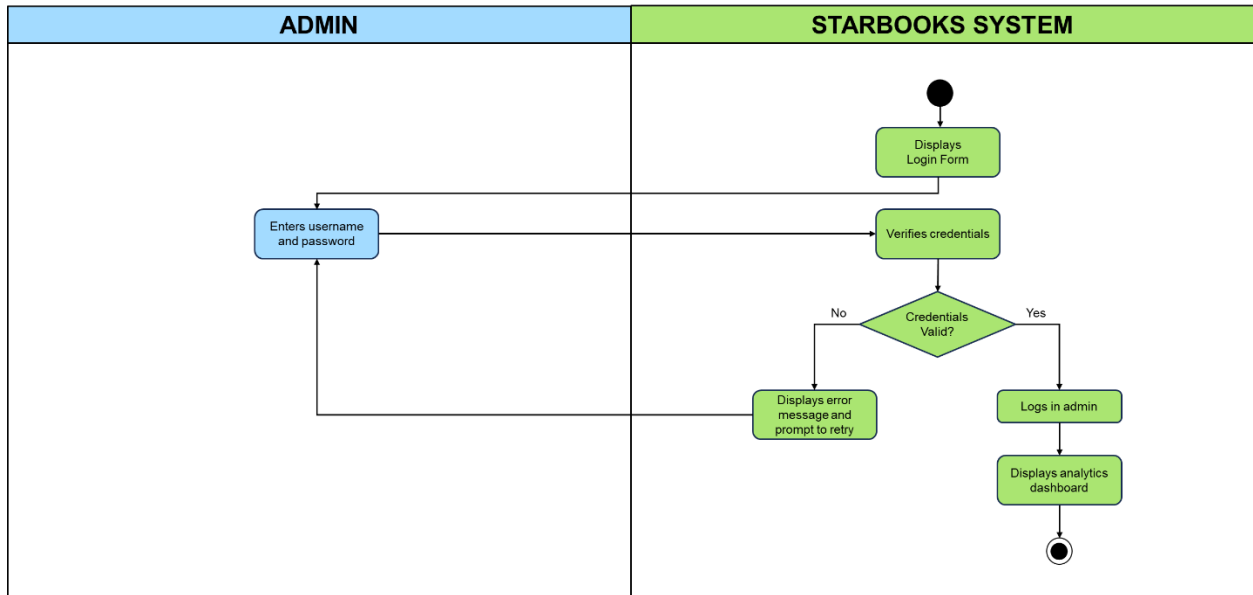 ADMIN
STARBOOKS SYSTEM
Displays
Login Form
Enters username
and password
Verifies credentials
Credentials
Valid?
No
Yes
Displays error
message and
prompt to retry
Logs in admin
Displays analytics
dashboard